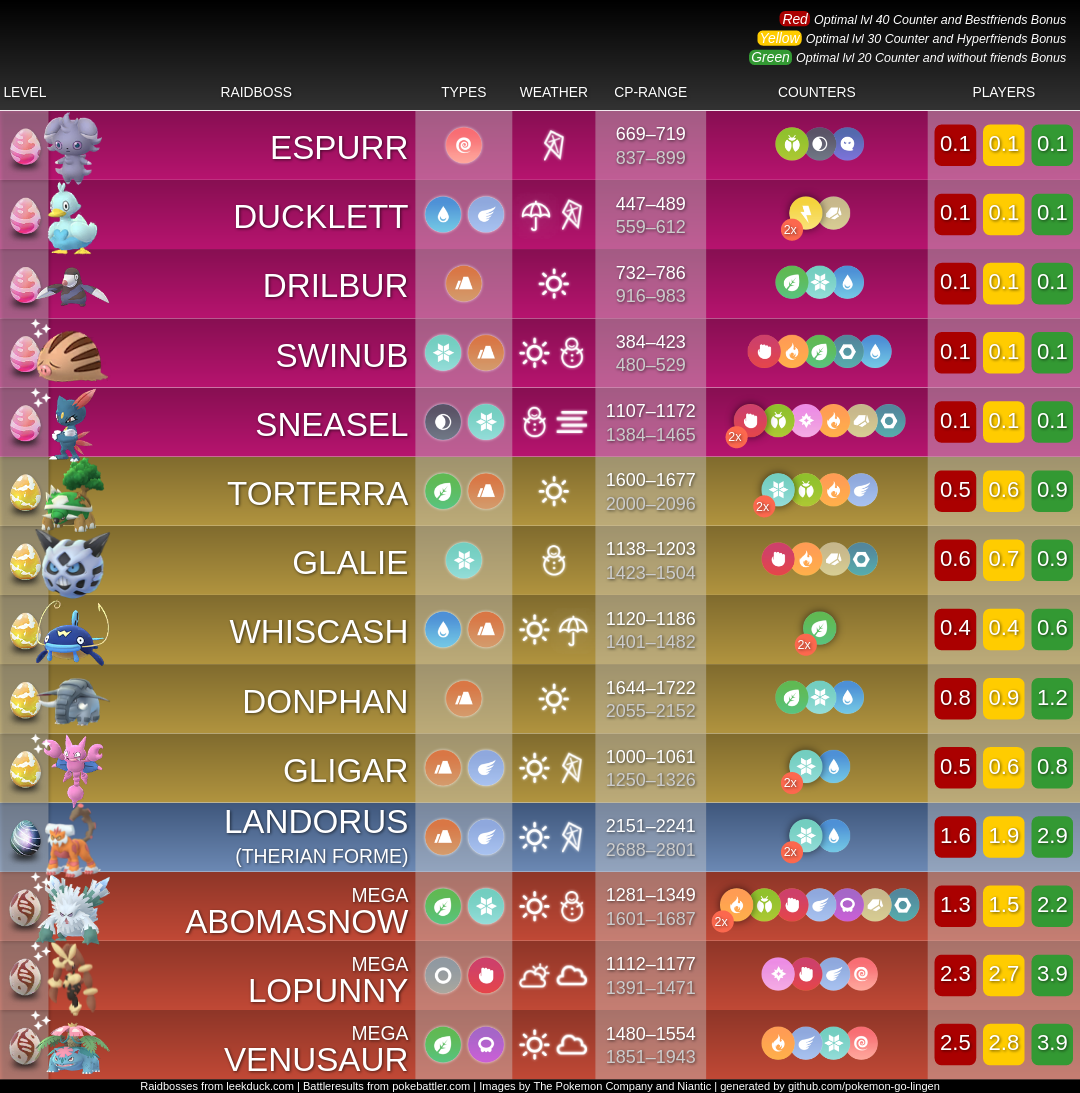 Red Optimal lvl 40 Counter and Bestfriends Bonus
Yellow Optimal lvl 30 Counter and Hyperfriends Bonus
Green Optimal lvl 20 Counter and without friends Bonus
LEVEL RAIDBOSS TYPES WEATHER CP-RANGE COUNTERS PLAYERS
ESPURR 669–719 0.1 0.1 0.1
837–899
DUCKLETT 447–489 0.1 0.1 0.1
559–612 2x
DRILBUR 732–786 0.1 0.1 0.1
916–983
SWINUB 384–423 0.1 0.1 0.1
480–529
SNEASEL 1107–1172 0.1 0.1 0.1
1384–1465 2x
TORTERRA 1600–1677 0.5 0.6 0.9
2000–2096 2x
GLALIE 1138–1203 0.6 0.7 0.9
1423–1504
WHISCASH 1120–1186 0.4 0.4 0.6
1401–1482 2x
DONPHAN 1644–1722 0.8 0.9 1.2
2055–2152
GLIGAR 1000–1061 0.5 0.6 0.8
1250–1326 2x
LANDORUS 2151–2241 1.6 1.9 2.9
(THERIAN FORME) 2688–2801 2x
MEGA 1281–1349 1.3 1.5 2.2
ABOMASNOW 1601–1687 2x
MEGA 1112–1177 2.3 2.7 3.9
LOPUNNY 1391–1471
MEGA 1480–1554 2.5 2.8 3.9
VENUSAUR 1851–1943
Raidbosses from leekduck.com | Battleresults from pokebattler.com | Images by The Pokemon Company and Niantic | generated by github.com/pokemon-go-lingen